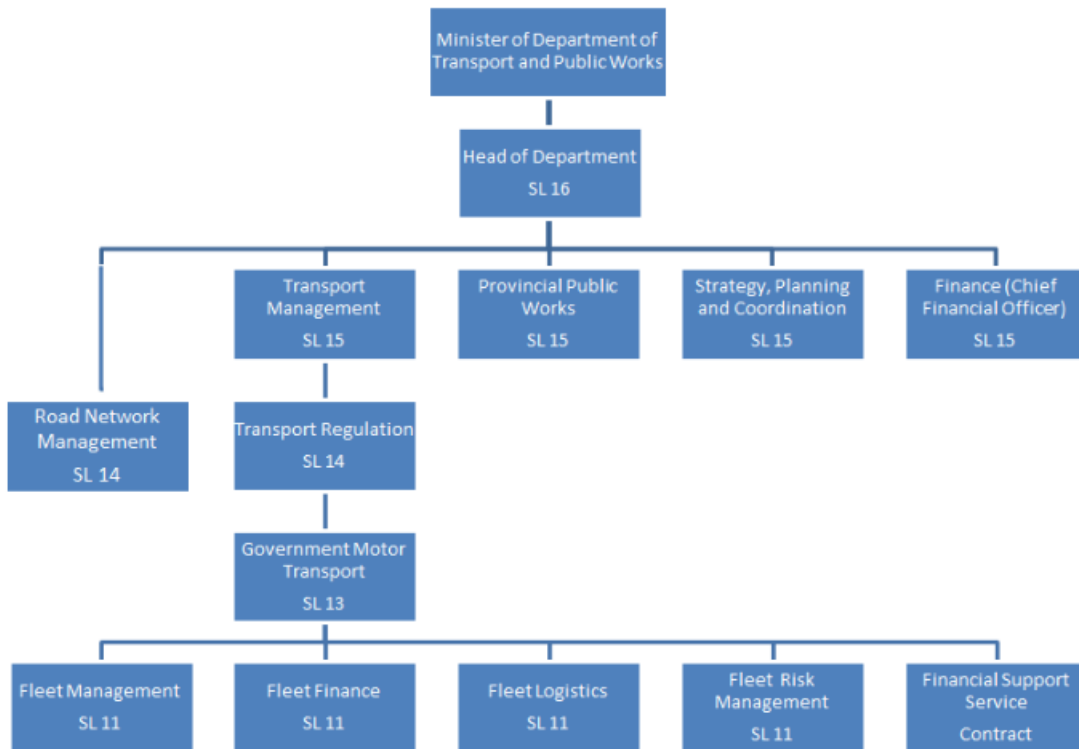 Minister of Department of
Transport and Public Works
Head of Department
SL 16
Transport
Management
SL 15
Provincial Public
Works
SL 15
Strategy, Planning
and Coordination
SL 15
Finance (Chief
Financial Officer)
SL 15
Road Network
Management
SL 14
Transport Regulation
SL 14
Government Motor
Transport
SL 13
Fleet Management
SL 11
Fleet Finance
SL 11
Fleet Logistics
SL 11
Fleet Risk
Management
SL 11
Financial Support
Service
Contract